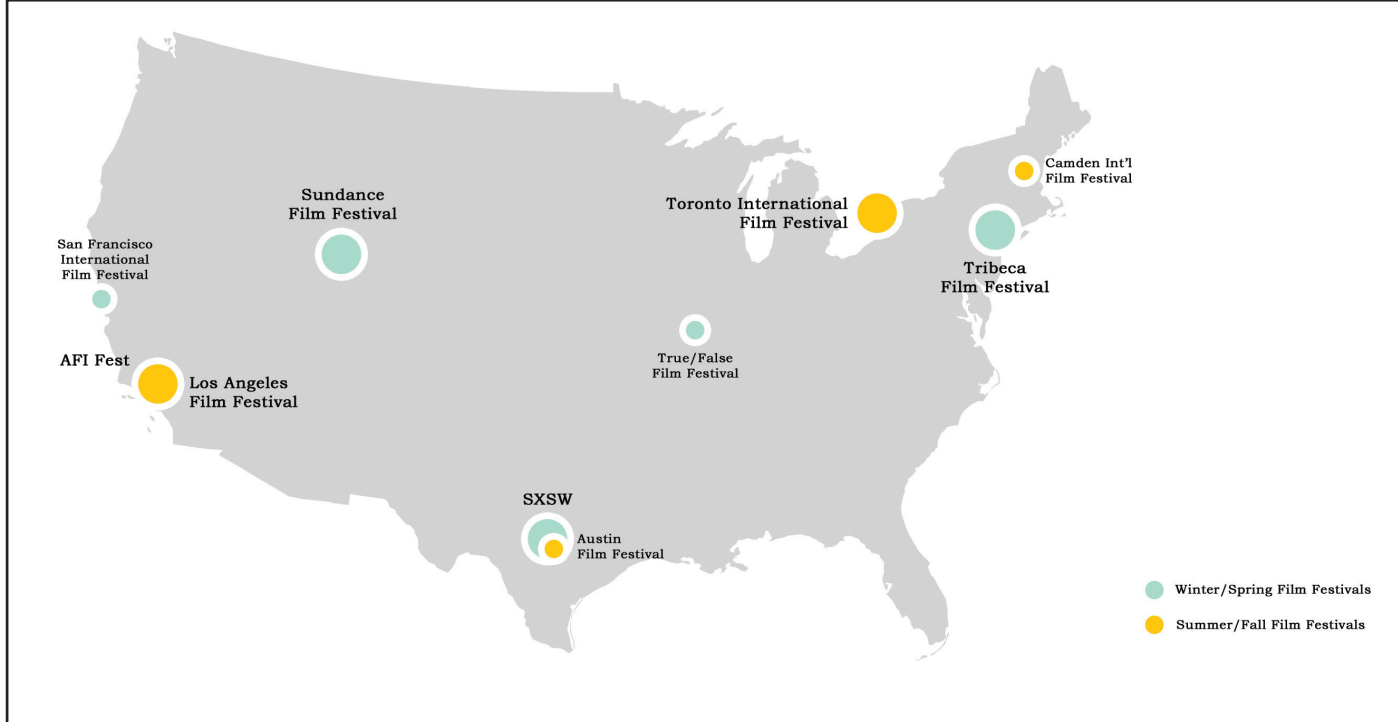 Camden Int'l
Film Festival
Sundance
Film Festival
Toronto International
Film Festival
San Francisco
International
Film Festival
Tribeca
Film Festival
AFI Fest
True/False
Film Festival
Los Angeles
Film Festival
SXSW
Austin
Film Festival
Winter/Spring Film Festivals
Summer/Fall Film Festivals